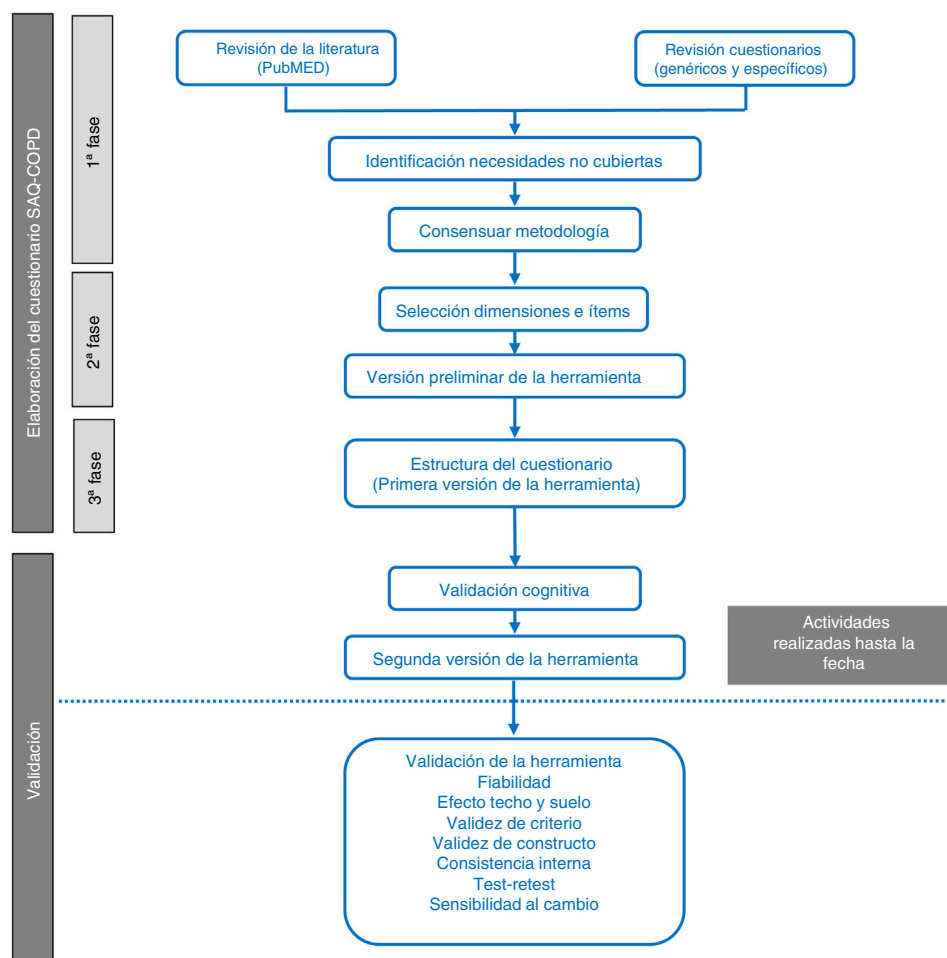 Elaboración del cuestionario SAQ-COPD
1ª fase
Revisión de la literatura
(PubMED)
Revisión cuestionarios
(genéricos y específicos)
Identificación necesidades no cubiertas
Consensuar metodología
2ª fase
Selección dimensiones e ítems
Versión preliminar de la herramienta
3ª fase
Estructura del cuestionario
(Primera versión de la herramienta)
Validación
Validación cognitiva
Segunda versión de la herramienta
Actividades
realizadas hasta la
fecha
Validación de la herramienta
Fiabilidad
Efecto techo y suelo
Validez de criterio
Validez de constructo
Consistencia interna
Test-retest
Sensibilidad al cambio